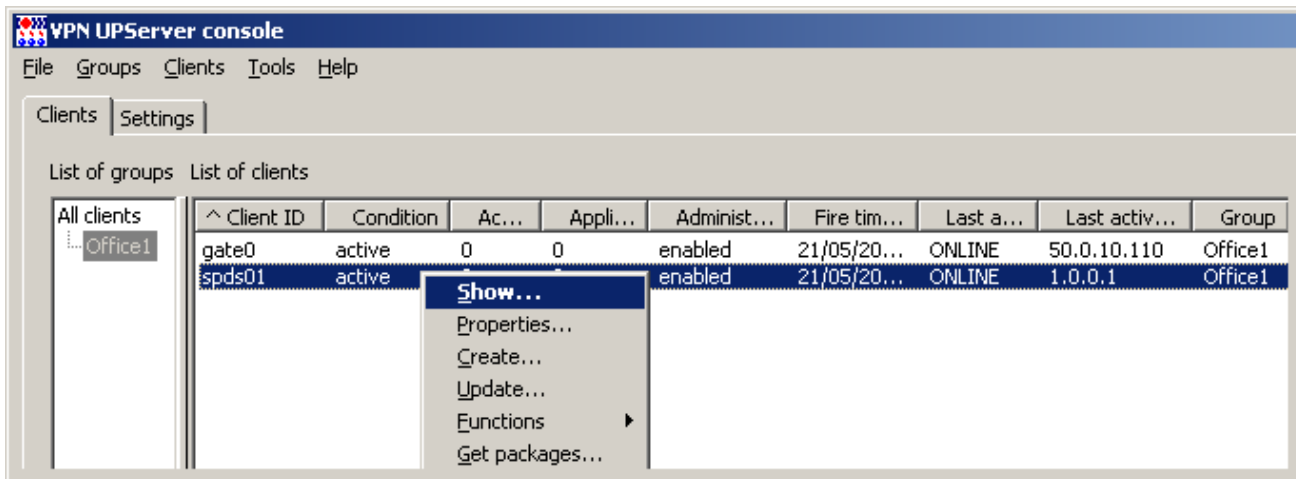 VPN UPServer console
File Groups Clients Tools Help
Clients Settings
List of groups List of clients
All clients ^ Client ID Condition Ac... Appli... Administ... Fire tim... Last a... Last activ... Group
Office1 gate0 active 0 0 enabled 21/05/20... ONLINE 50.0.10.110 Office1
spds01 active enabled 21/05/20... ONLINE 1.0.0.1 Office1
Show...
Properties...
Create...
Update...
Functions
Get packages...